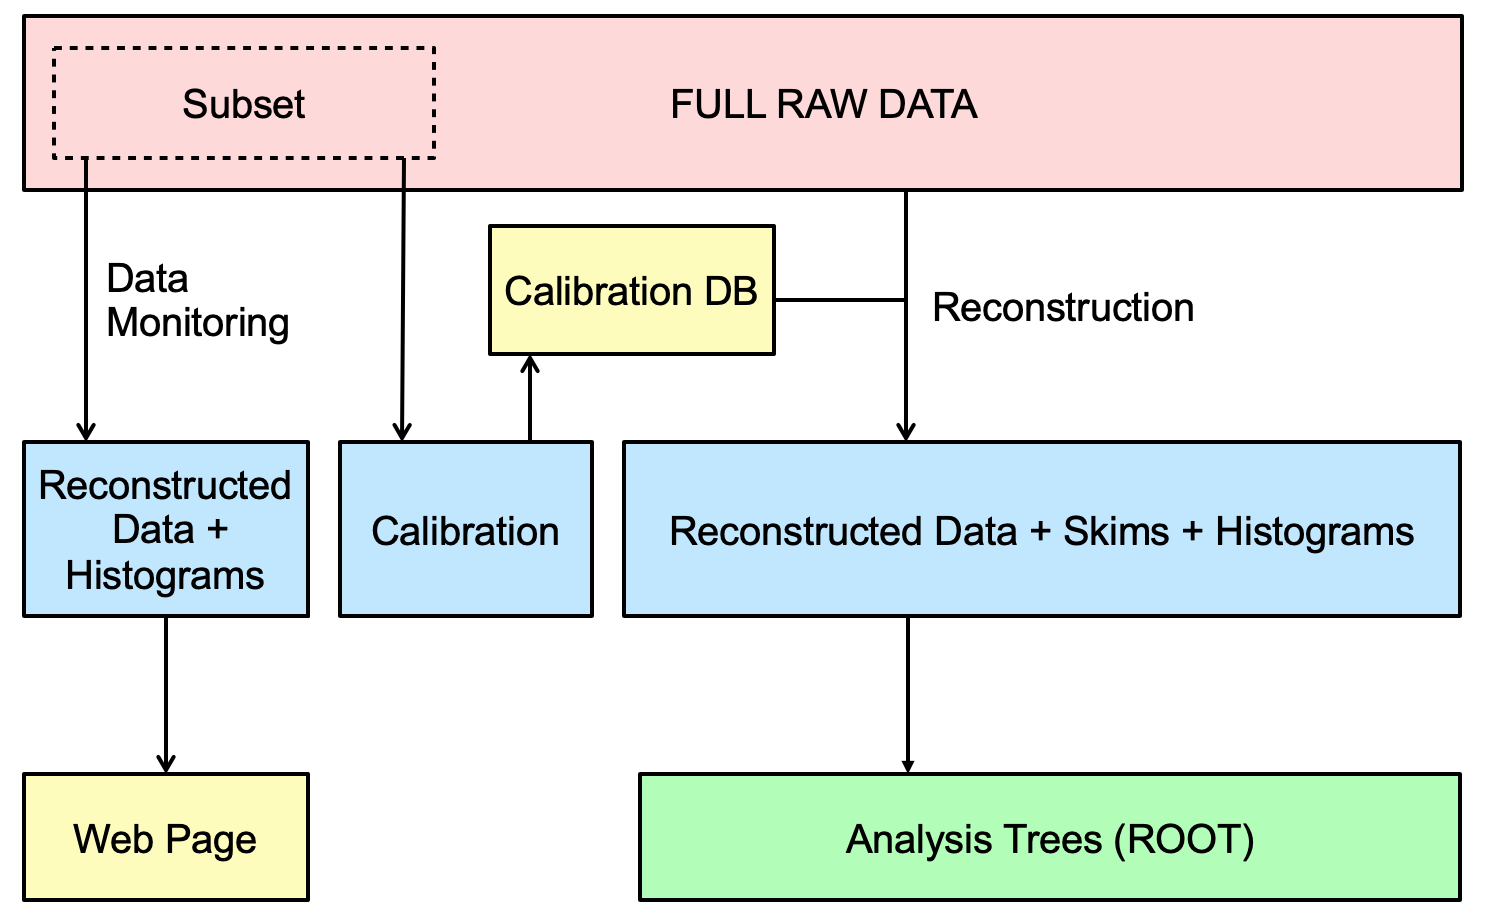 Subset
FULL RAW DATA
Data
Monitoring
Calibration DB
Reconstruction
Reconstructed
Data +
Histograms
Calibration
Reconstructed Data + Skims + Histograms
Web Page
Analysis Trees (ROOT)